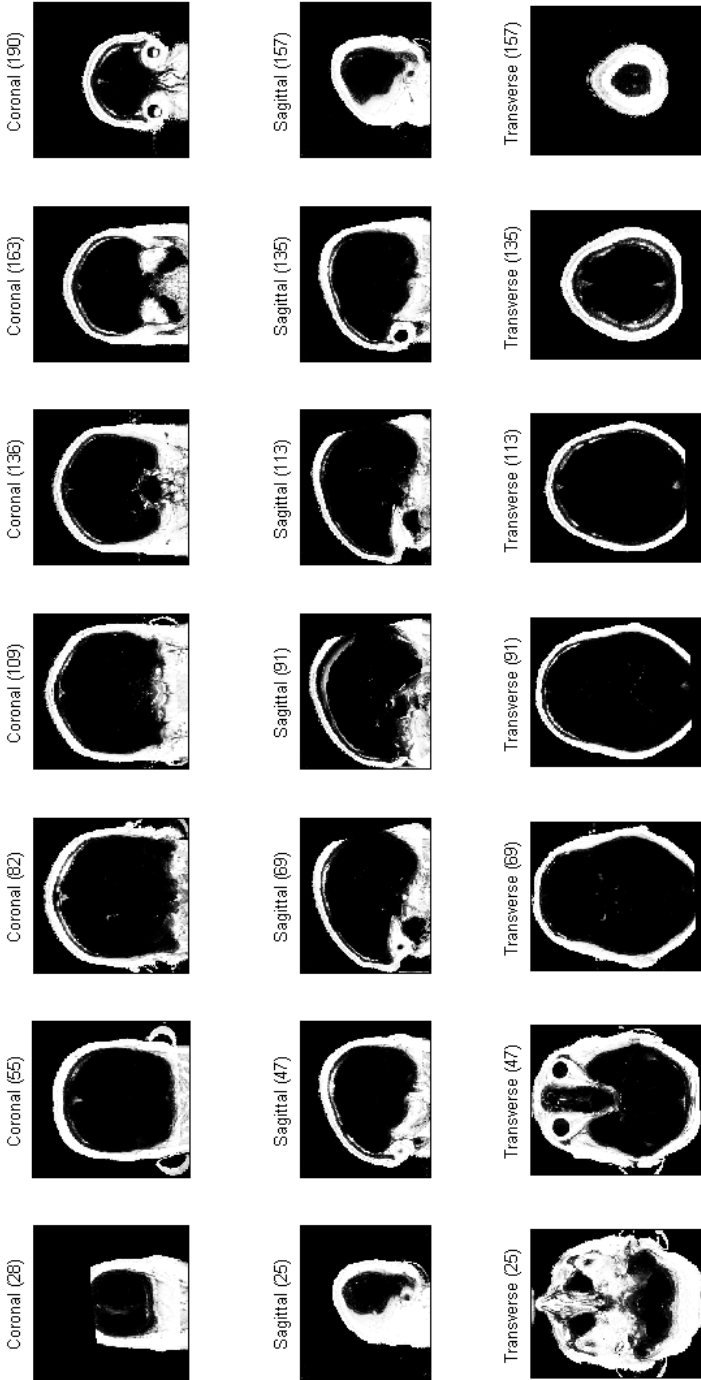 Coronal (28)
Coronal (55)
Coronal (82)
Coronal (109)
Coronal (136)
Coronal (163)
Coronal (190)
Sagittal (25)
Sagittal (47)
Sagittal (69)
Sagittal (91)
Sagittal (113)
Sagittal (135)
Sagittal (157)
Transverse (25)
Transverse (47)
Transverse (69)
Transverse (91)
Transverse (113)
Transverse (135)
Transverse (157)